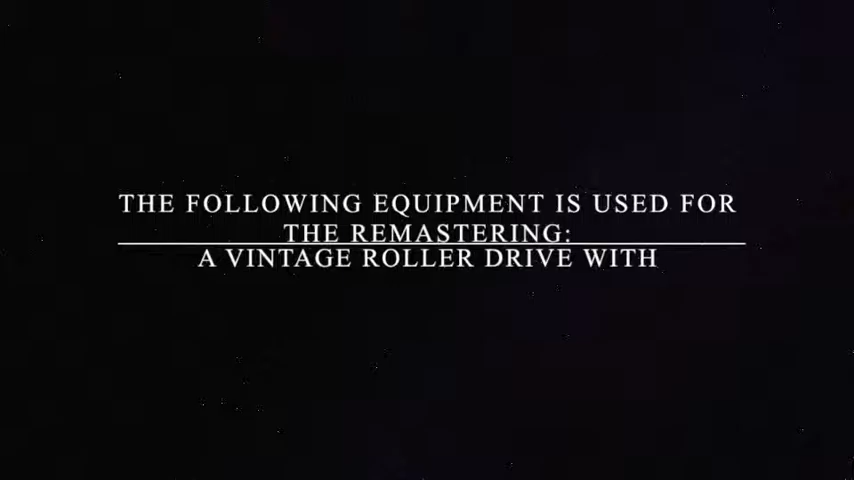 THE FOLLOWING EQUIPMENT IS USED FOR
THE REMASTERING:
A VINTAGE ROLLER DRIVE WITH